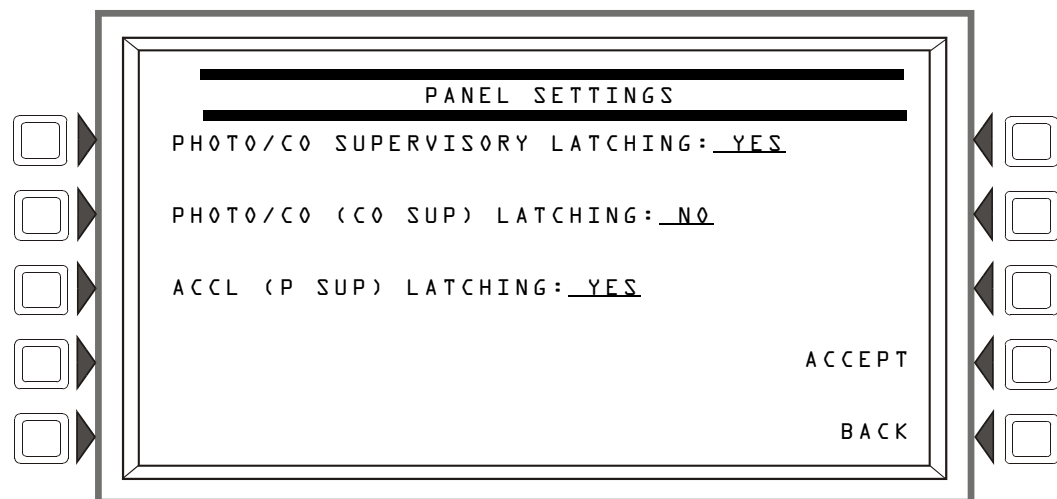 PANEL SETTINGS
PHOTO/CO SUPERVISORY LATCHING: YES
PHOTO/CO (CO SUP) LATCHING: NO
ACCL (P SUP) LATCHING: YES
ACCEPT
BACK